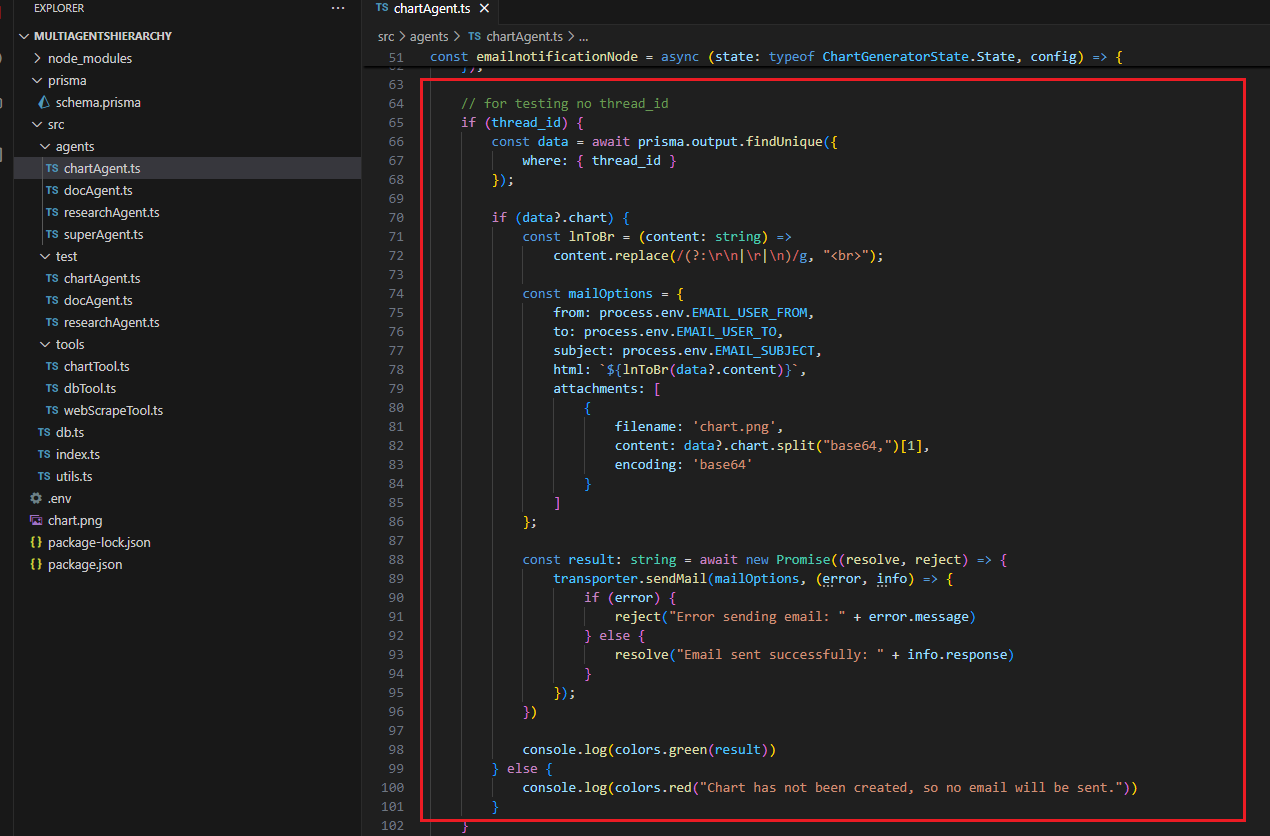 EXPLORER
TS chartAgent.ts
MULTIAGENTSHIERARCHY
node_modules
prisma
schema.prisma
src
agents
TS chartAgent.ts
TS docAgent.ts
TS researchAgent.ts
TS superAgent.ts
test
TS chartAgent.ts
TS docAgent.ts
TS researchAgent.ts
tools
TS chartTool.ts
TS dbTool.ts
TS webScrapeTool.ts
TS db.ts
TS index.ts
TS utils.ts
.env
chart.png
{} package-lock.json
{} package.json
src > agents > TS chartAgent.ts > ...
51 const emailnotificationNode = async (state: typeof ChartGeneratorState.State, config) => {
62 });
63
64 // for testing no thread_id
65 if (thread_id) {
66 const data = await prisma.output.findUnique({
67 where: { thread_id }
68 });
69
70 if (data?.chart) {
71 const lnToBr = (content: string) =>
72 content.replace(/(?:\r\n|\r|\n)/g, "<br>");
73
74 const mailOptions = {
75 from: process.env.EMAIL_USER_FROM,
76 to: process.env.EMAIL_USER_TO,
77 subject: process.env.EMAIL_SUBJECT,
78 html: `${lnToBr(data?.content)}`,
79 attachments: [
80 {
81 filename: 'chart.png',
82 content: data?.chart.split("base64,")[1],
83 encoding: 'base64'
84 }
85 ]
86 };
87
88 const result: string = await new Promise((resolve, reject) => {
89 transporter.sendMail(mailOptions, (error, info) => {
90 if (error) {
91 reject("Error sending email: " + error.message)
92 } else {
93 resolve("Email sent successfully: " + info.response)
94 }
95 });
96 })
97
98 console.log(colors.green(result))
99 } else {
100 console.log(colors.red("Chart has not been created, so no email will be sent."))
101 }
102 }